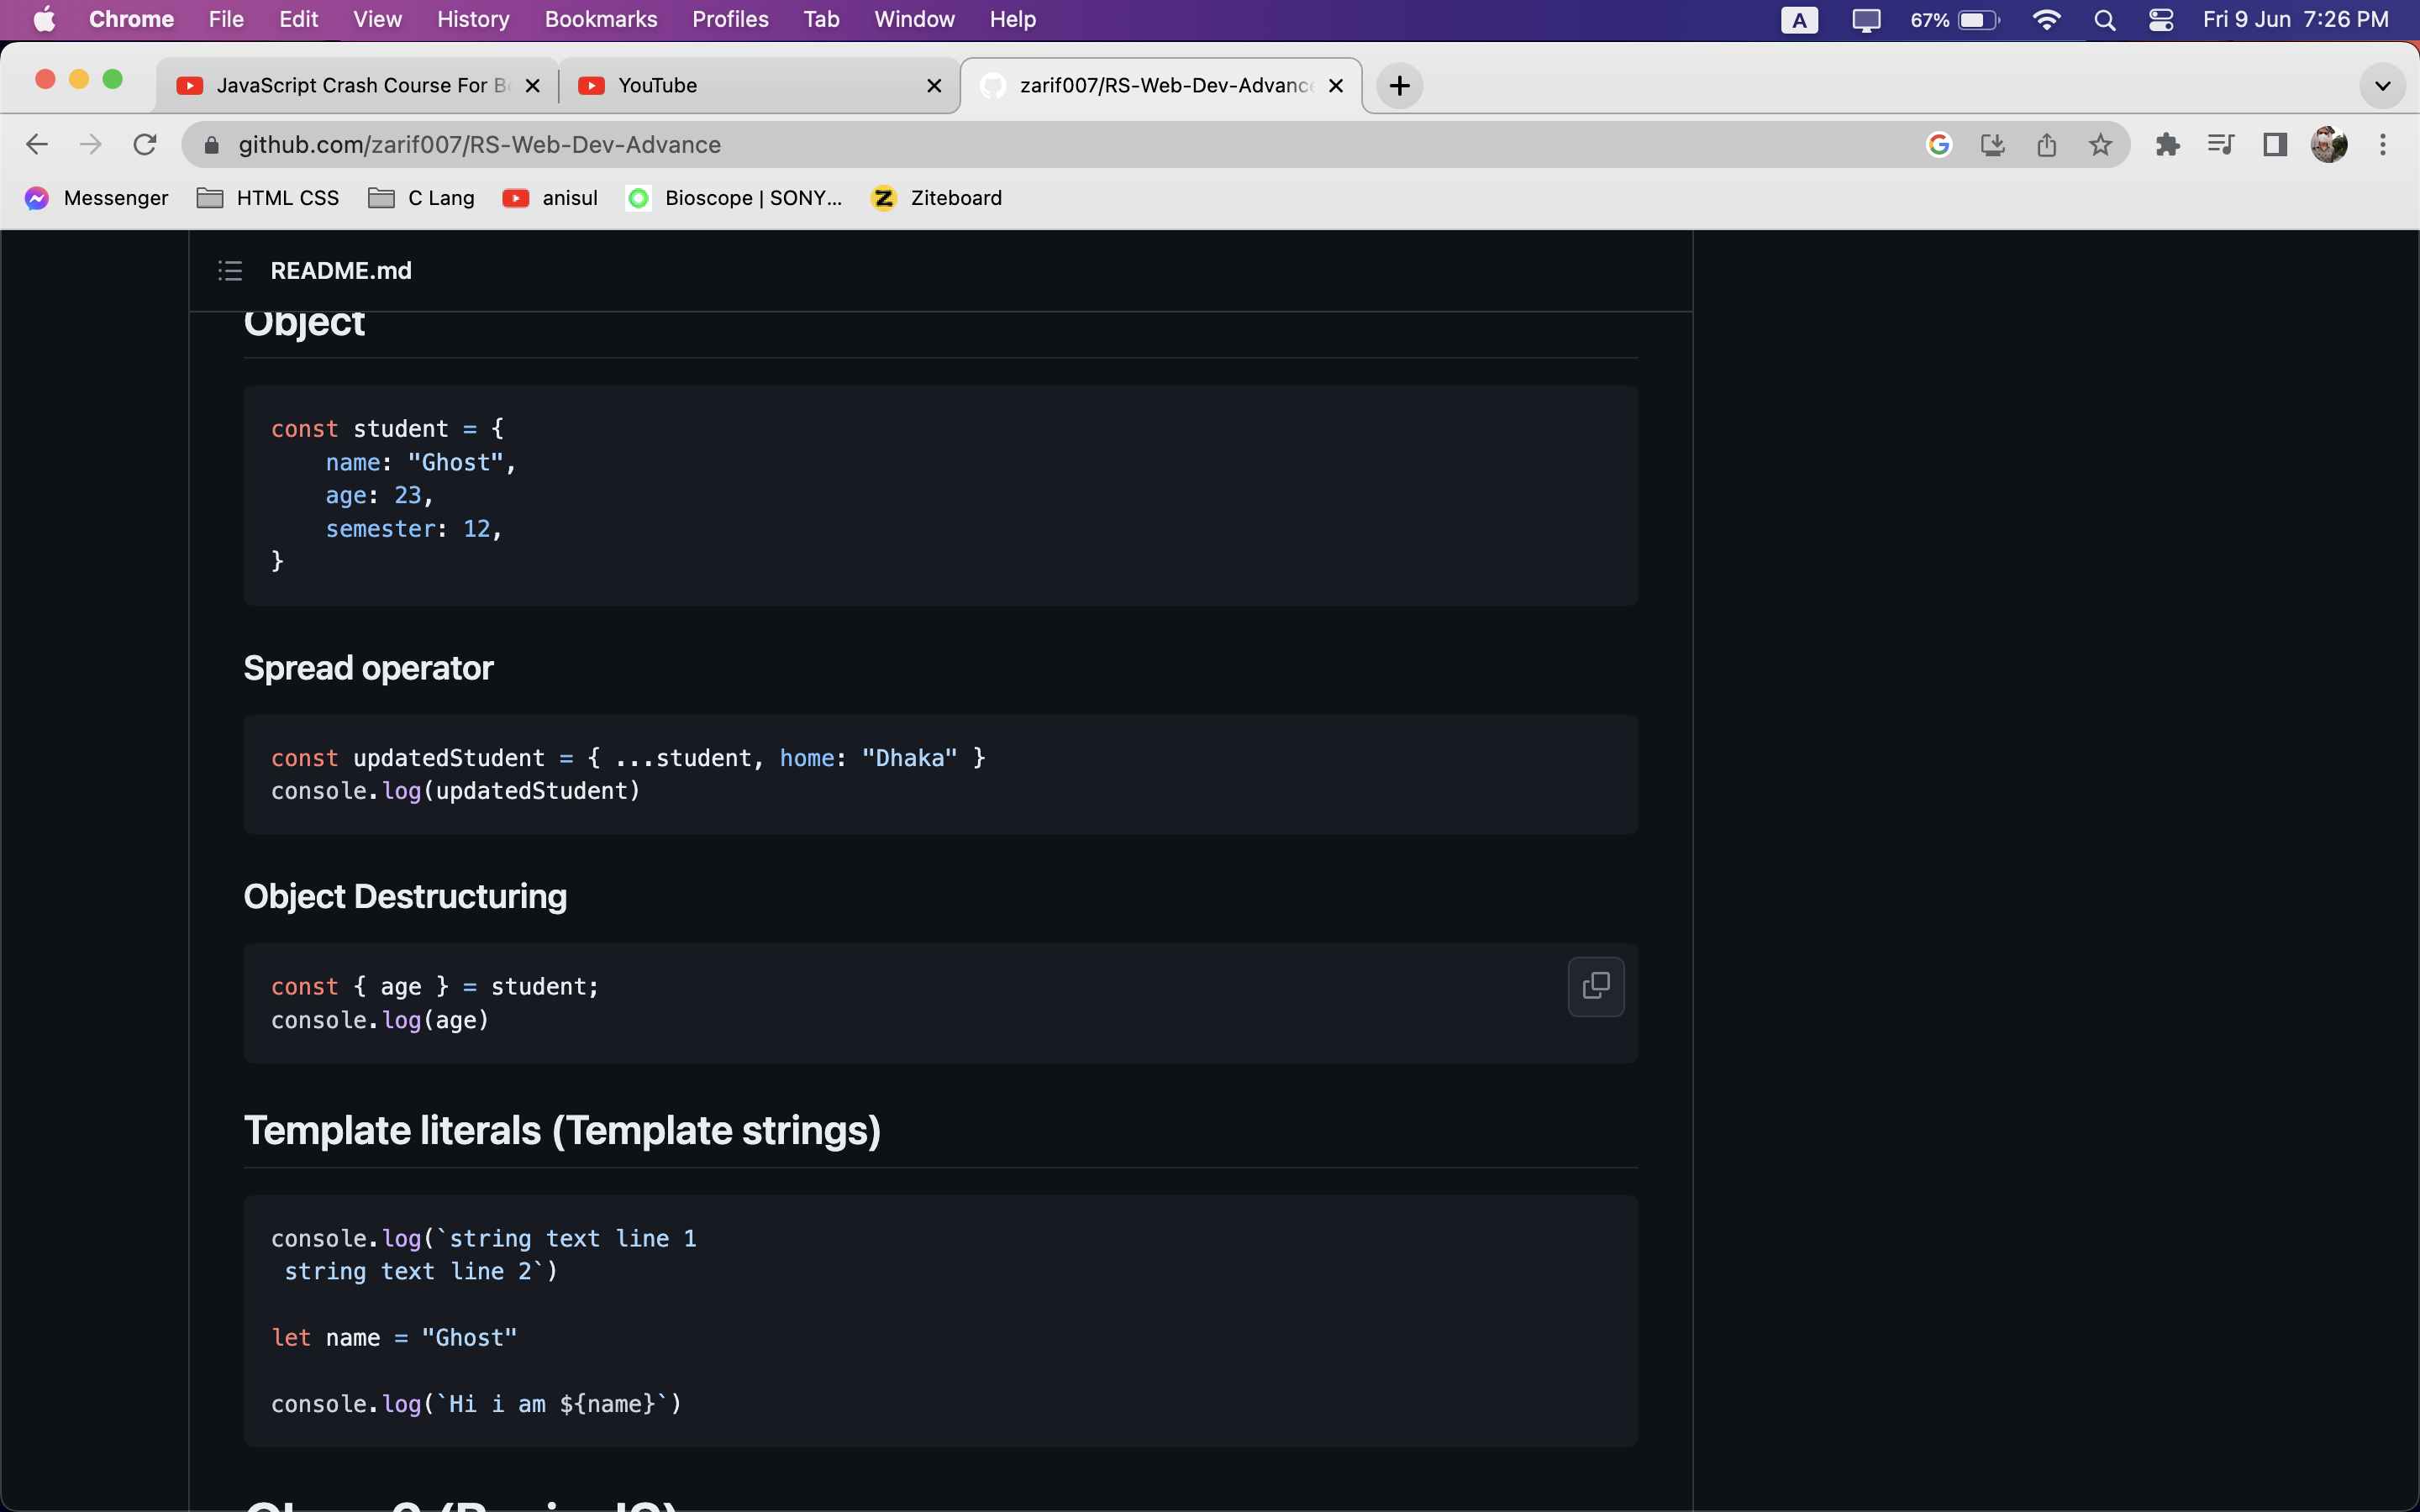 Chrome File Edit View History Bookmarks Profiles Tab Window Help A 67% Fri 9 Jun 7:26 PM
JavaScript Crash Course For B YouTube zarif007/RS-Web-Dev-Advanc
github.com/zarif007/RS-Web-Dev-Advance
Messenger HTML CSS C Lang anisul Bioscope | SONY... Ziteboard
README.md
Object
const student = {
    name: "Ghost",
    age: 23,
    semester: 12,
}
Spread operator
const updatedStudent = { ...student, home: "Dhaka" }
console.log(updatedStudent)
Object Destructuring
const { age } = student;
console.log(age)
Template literals (Template strings)
console.log(`string text line 1
 string text line 2`)
let name = "Ghost"
console.log(`Hi i am ${name}`)